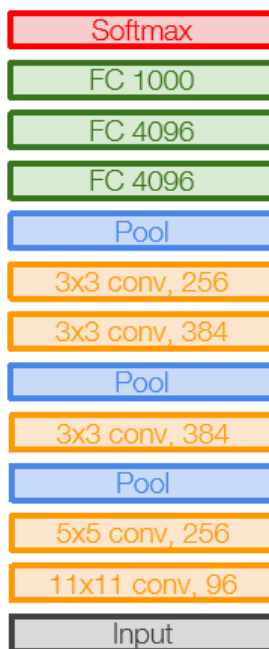 Softmax
FC 1000
FC 4096
FC 4096
Pool
3x3 conv, 256
3x3 conv, 384
Pool
3x3 conv, 384
Pool
5x5 conv, 256
11x11 conv, 96
Input